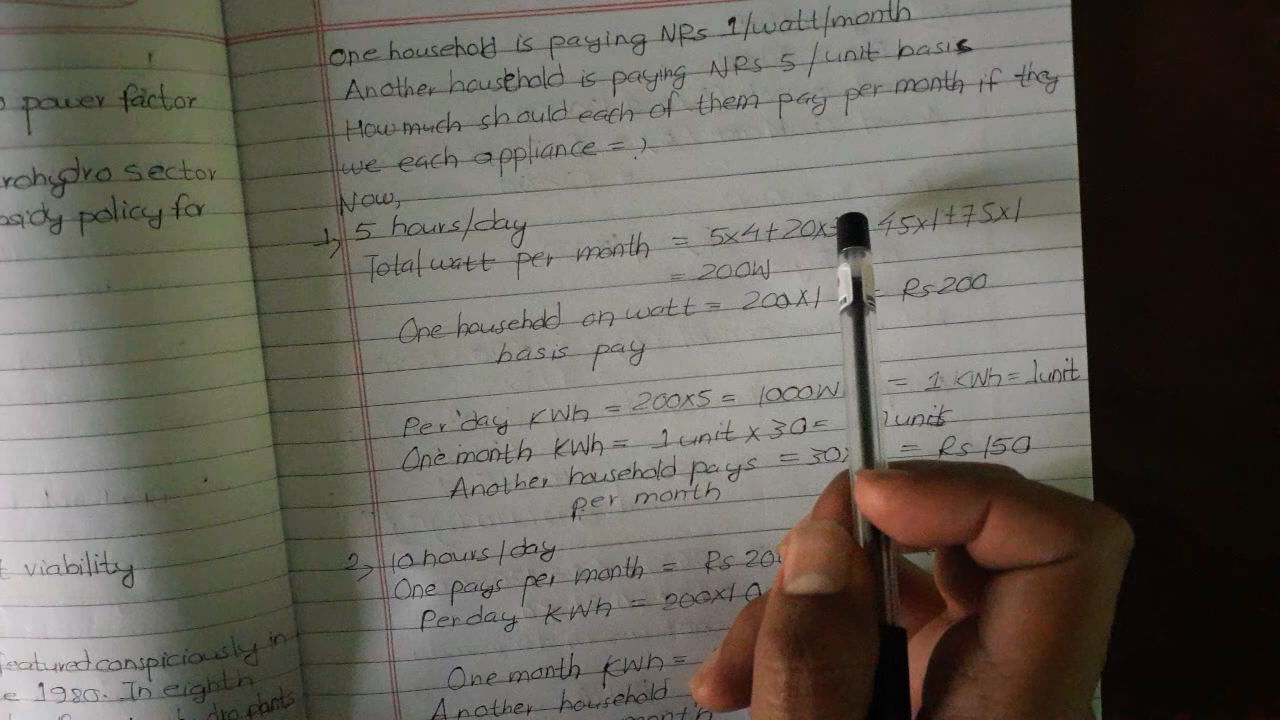 power factor
rohydro sector
policy for
viability
featured conspiciously in
e 1980. In eighth
One household is paying NRs 1/watt/month
Another household is paying NRs 5/unit basis
How much should each of them pay per month if they
we each appliance = ?
Now,
1, 5 hours/day
Total watt per month = 5x4+20x 45x1+75x1
= 200W
One household on watt = 200x1 = Rs 200
basis pay
Per day KWh = 200x5 = 1000W = 1 KWh = 1unit
One month KWh = 1 unit x 30 = unit
Another household pays = 30 = Rs 150
per month
2, 10 hours/day
One pays per month = Rs 20
Per day KWh = 200x10
One month KWh =
Another household